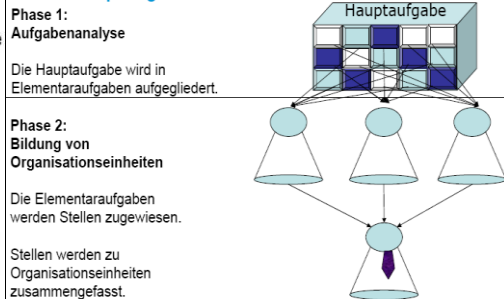 Phase 1:
Aufgabenanalyse
Die Hauptaufgabe wird in
Elementaraufgaben aufgegliedert.
Hauptaufgabe
Phase 2:
Bildung von
Organisationseinheiten
Die Elementaraufgaben
werden Stellen zugewiesen.
Stellen werden zu
Organisationseinheiten
zusammengefasst.